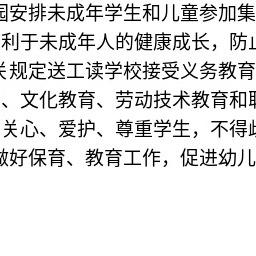 园安排未成年学生和儿童参加集
利于未成年人的健康成长，防止
关规定送工读学校接受义务教育
、文化教育、劳动技术教育和职
关心、爱护、尊重学生，不得歧
做好保育、教育工作，促进幼儿